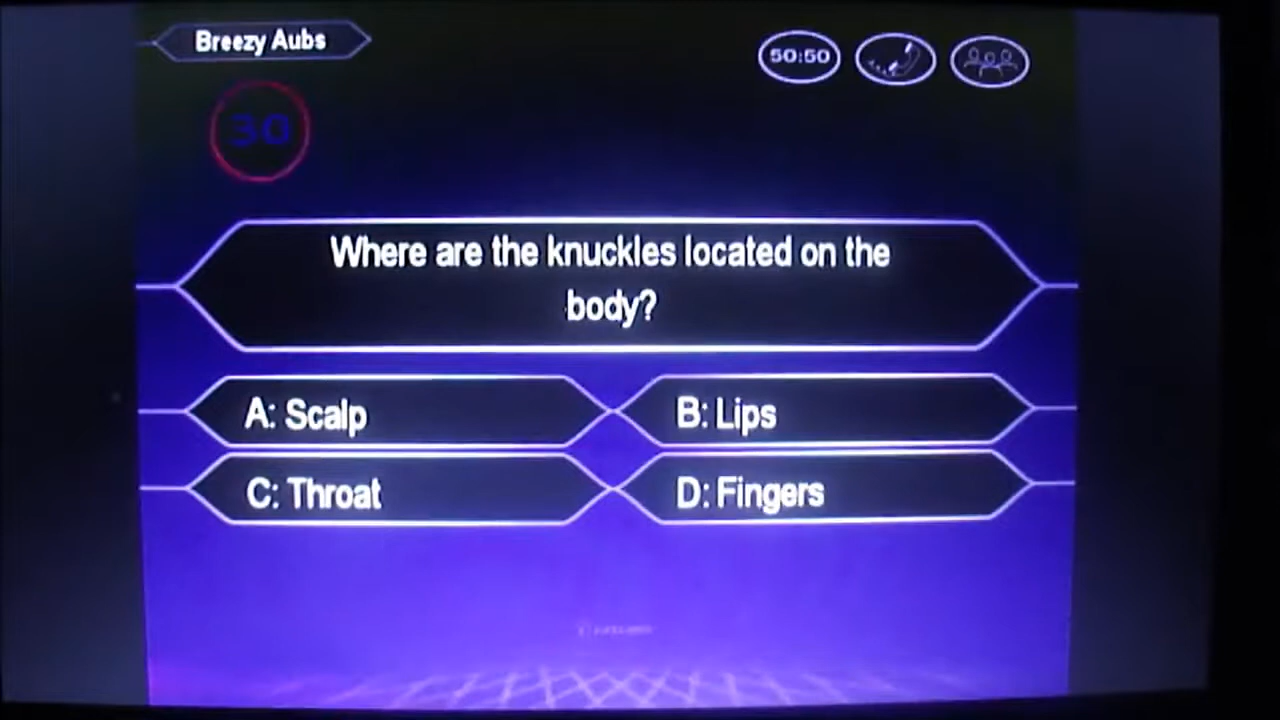 Breezy Aubs
50:50
30
Where are the knuckles located on the
body?
A: Scalp
B: Lips
C: Throat
D: Fingers